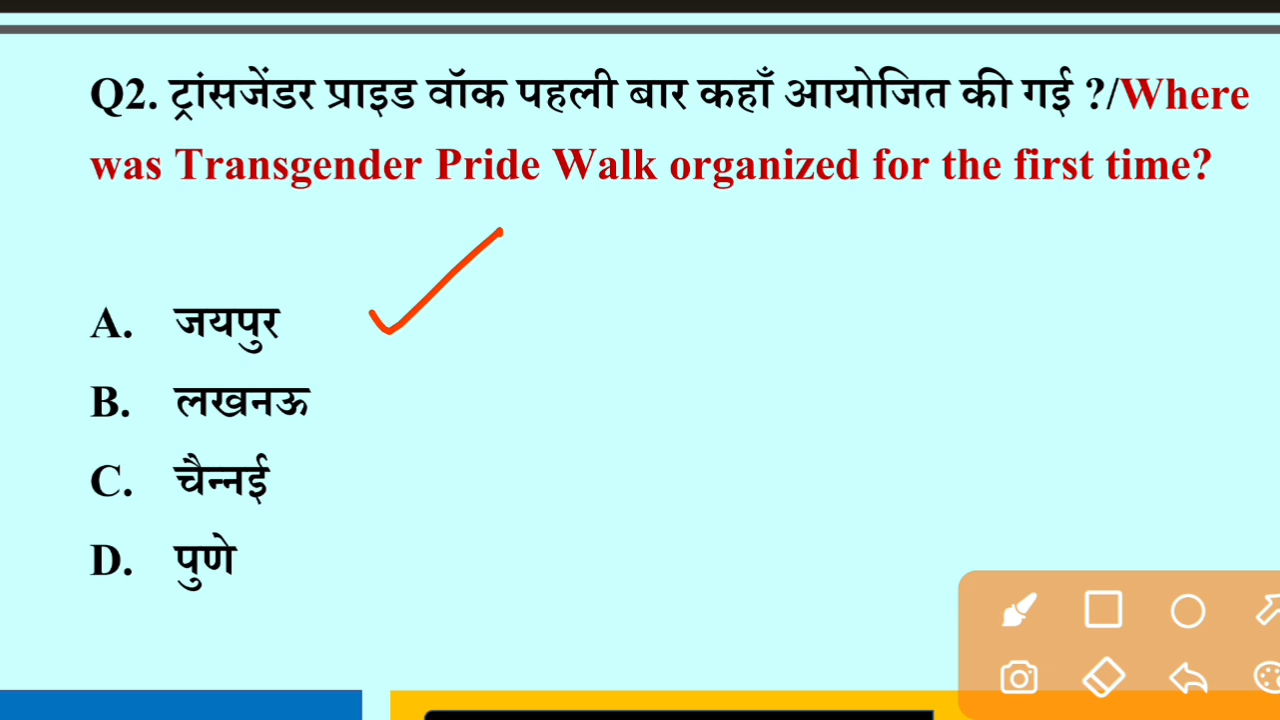 Q2. ट्रांसजेंडर प्राइड वॉक पहली बार कहाँ आयोजित की गई ?/Where
was Transgender Pride Walk organized for the first time?
A. जयपुर
B. लखनऊ
C. चैन्नई
D. पुणे